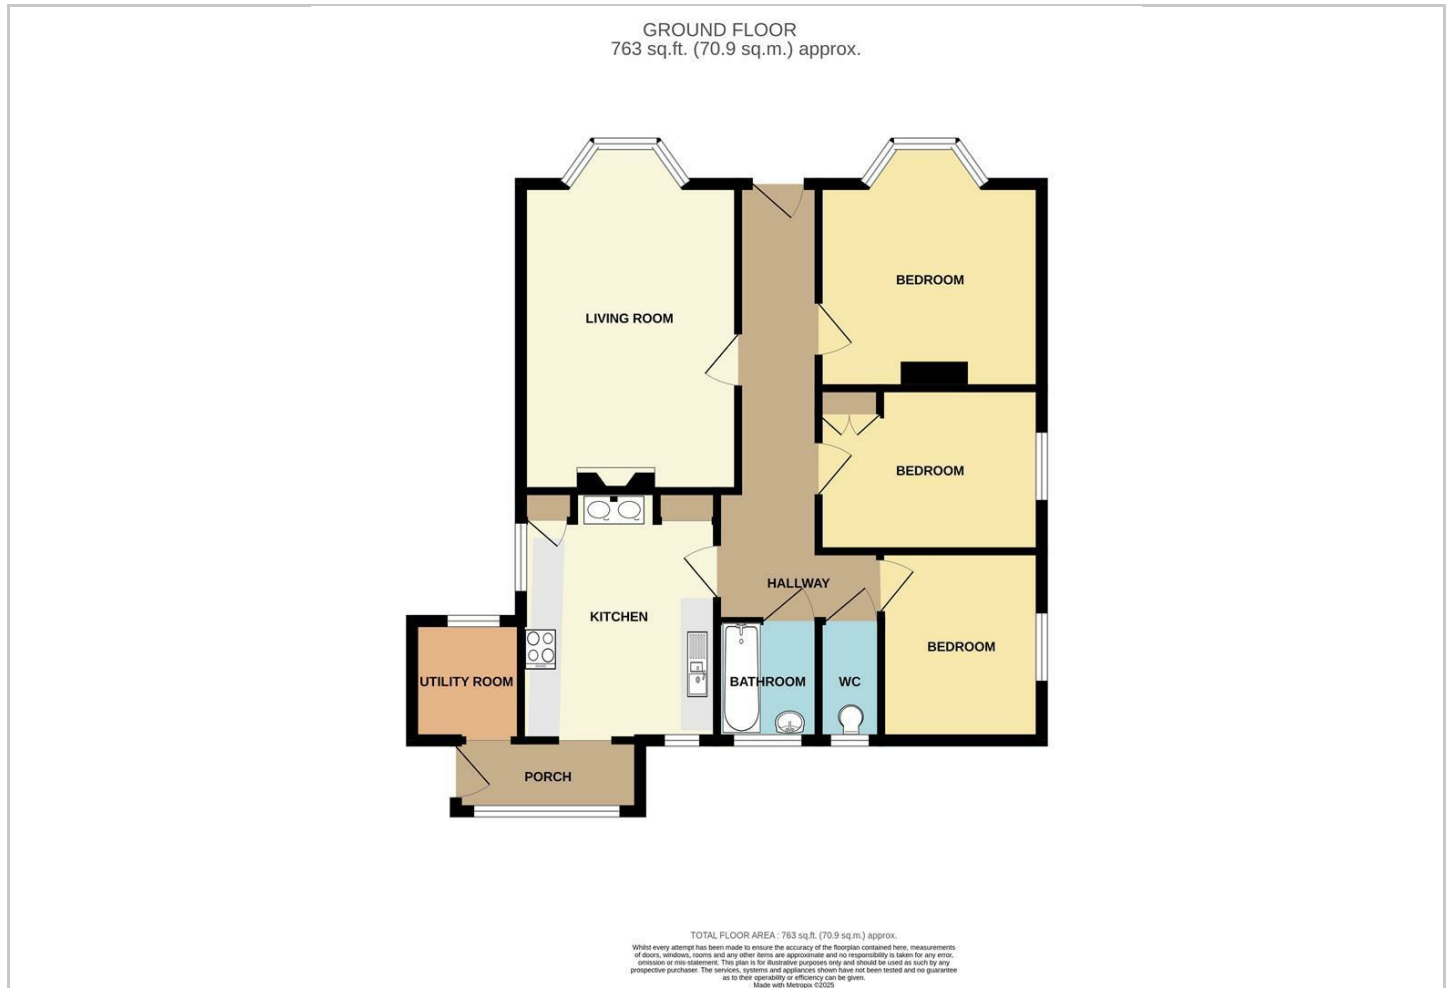 GROUND FLOOR
763 sq.ft. (70.9 sq.m.) approx.
BEDROOM
LIVING ROOM
BEDROOM
HALLWAY
KITCHEN
BEDROOM
UTILITY ROOM
BATHROOM
WC
PORCH
TOTAL FLOOR AREA : 763 sq.ft. (70.9 sq.m.) approx.
Whilst every attempt has been made to ensure the accuracy of the floorplan contained here, measurements
of doors, windows, rooms and any other items are approximate and no responsibility is taken for any error,
omission or mis-statement. This plan is for illustrative purposes only and should be used as such by any
prospective purchaser. The services, systems and appliances shown have not been tested and no guarantee
as to their operability or efficiency can be given.
Made with Metropix ©2025